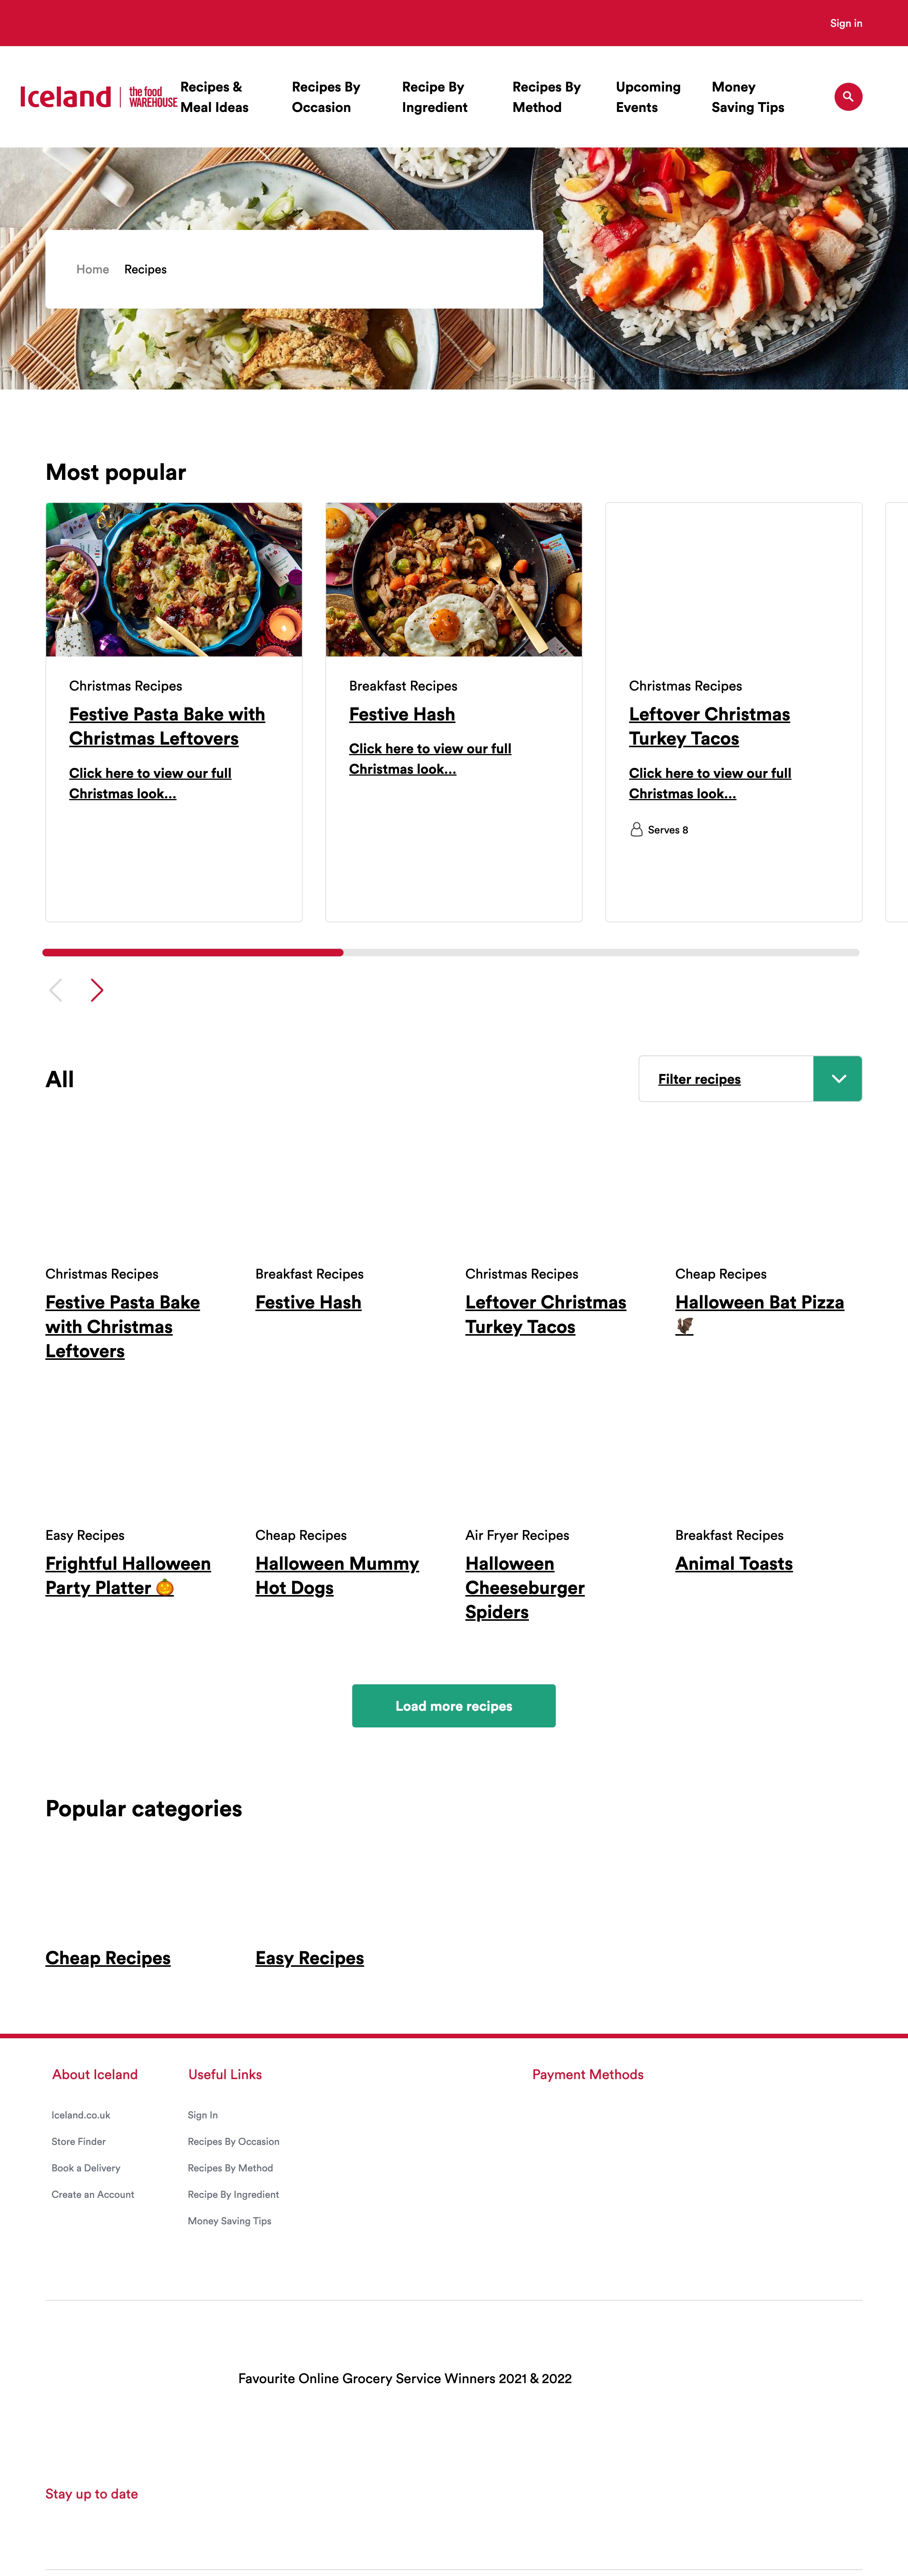 Sign in
Iceland | the food WAREHOUSE
Recipes & Meal Ideas
Recipes By Occasion
Recipe By Ingredient
Recipes By Method
Upcoming Events
Money Saving Tips
Home Recipes
Most popular
Christmas Recipes
Festive Pasta Bake with
Christmas Leftovers
Click here to view our full
Christmas look...
Breakfast Recipes
Festive Hash
Click here to view our full
Christmas look...
Christmas Recipes
Leftover Christmas
Turkey Tacos
Click here to view our full
Christmas look...
Serves 8
All
Filter recipes
Christmas Recipes
Festive Pasta Bake
with Christmas
Leftovers
Breakfast Recipes
Festive Hash
Christmas Recipes
Leftover Christmas
Turkey Tacos
Cheap Recipes
Halloween Bat Pizza
🦇
Easy Recipes
Frightful Halloween
Party Platter 🎃
Cheap Recipes
Halloween Mummy
Hot Dogs
Air Fryer Recipes
Halloween
Cheeseburger
Spiders
Breakfast Recipes
Animal Toasts
Load more recipes
Popular categories
Cheap Recipes
Easy Recipes
About Iceland
Iceland.co.uk
Store Finder
Book a Delivery
Create an Account
Useful Links
Sign In
Recipes By Occasion
Recipes By Method
Recipe By Ingredient
Money Saving Tips
Payment Methods
Favourite Online Grocery Service Winners 2021 & 2022
Stay up to date